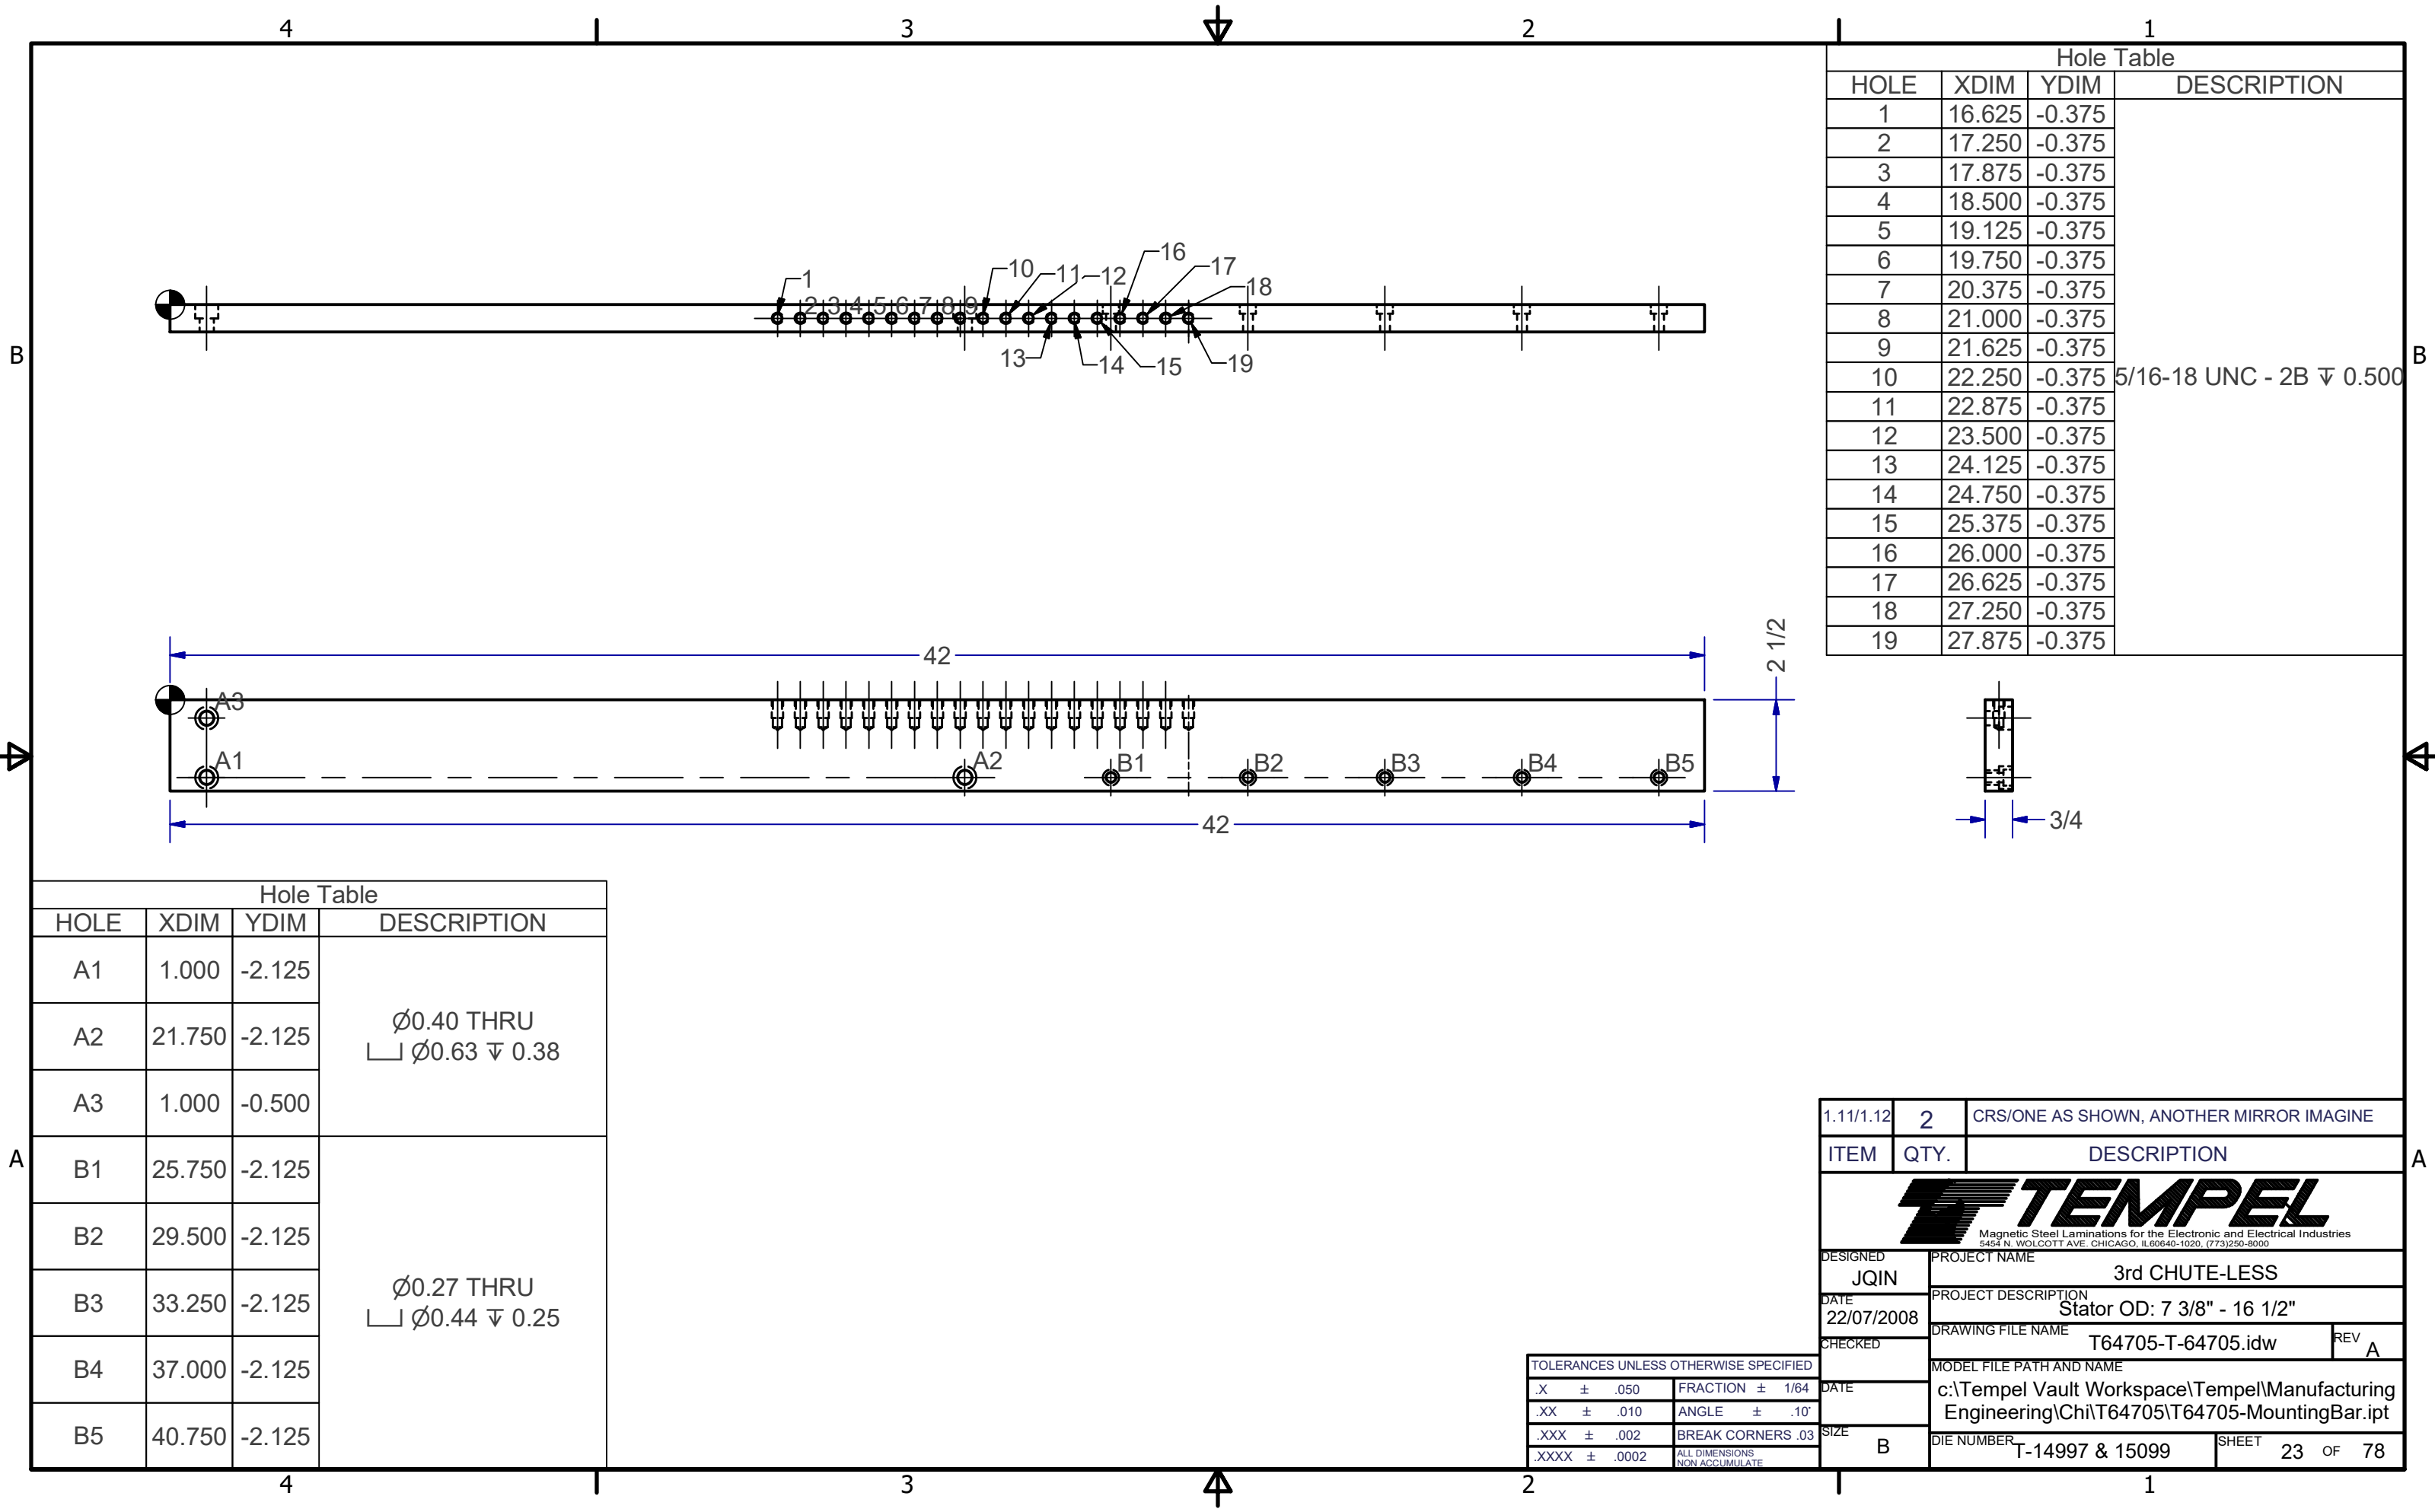 4 3 2 1
Hole Table
HOLE XDIM YDIM DESCRIPTION
1 16.625 -0.375
2 17.250 -0.375
3 17.875 -0.375
4 18.500 -0.375
5 19.125 -0.375
6 19.750 -0.375
7 20.375 -0.375
8 21.000 -0.375
9 21.625 -0.375
10 22.250 -0.375 5/16-18 UNC - 2B ↧ 0.500
11 22.875 -0.375
12 23.500 -0.375
13 24.125 -0.375
14 24.750 -0.375
15 25.375 -0.375
16 26.000 -0.375
17 26.625 -0.375
18 27.250 -0.375
19 27.875 -0.375
1 2 3 4 5 6 7 8 9 10 11 12 16 17 18
13 14 15 19
B B
42
2 1/2
A3
A1 A2 B1 B2 B3 B4 B5
42
3/4
Hole Table
HOLE XDIM YDIM DESCRIPTION
A1 1.000 -2.125
A2 21.750 -2.125
A3 1.000 -0.500
Ø0.40 THRU
⌴ Ø0.63 ↧ 0.38
B1 25.750 -2.125
B2 29.500 -2.125
B3 33.250 -2.125
B4 37.000 -2.125
B5 40.750 -2.125
Ø0.27 THRU
⌴ Ø0.44 ↧ 0.25
A A
1.11/1.12 2 CRS/ONE AS SHOWN, ANOTHER MIRROR IMAGINE
ITEM QTY. DESCRIPTION
TEMPEL
Magnetic Steel Laminations for the Electronic and Electrical Industries
5454 N. WOLCOTT AVE. CHICAGO, IL60640-1020, (773)250-8000
DESIGNED
JQIN
PROJECT NAME
3rd CHUTE-LESS
DATE
22/07/2008
PROJECT DESCRIPTION
Stator OD: 7 3/8" - 16 1/2"
CHECKED
DRAWING FILE NAME
T64705-T-64705.idw
REV
A
DATE
MODEL FILE PATH AND NAME
c:\Tempel Vault Workspace\Tempel\Manufacturing
Engineering\Chi\T64705\T64705-MountingBar.ipt
SIZE
B
DIE NUMBER
T-14997 & 15099
SHEET 23 OF 78
TOLERANCES UNLESS OTHERWISE SPECIFIED
.X ± .050 FRACTION ± 1/64
.XX ± .010 ANGLE ± .10°
.XXX ± .002 BREAK CORNERS .03
.XXXX ± .0002 ALL DIMENSIONS
NON ACCUMULATE
4 3 2 1